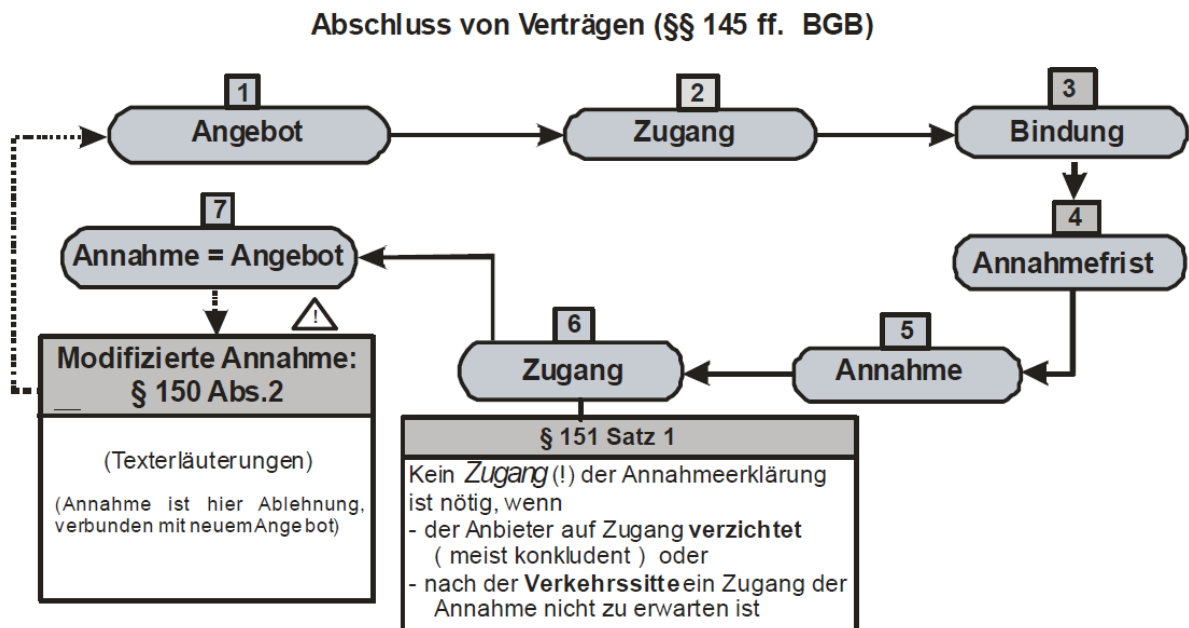 Abschluss von Verträgen (§§ 145 ff. BGB)
1
Angebot
2
Zugang
3
Bindung
4
Annahmefrist
5
Annahme
6
Zugang
7
Annahme = Angebot
!
Modifizierte Annahme:
§ 150 Abs.2
(Texterläuterungen)
(Annahme ist hier Ablehnung,
verbunden mit neuem Angebot)
§ 151 Satz 1
Kein Zugang (!) der Annahmeerklärung
ist nötig, wenn
- der Anbieter auf Zugang verzichtet
( meist konkludent ) oder
- nach der Verkehrssitte ein Zugang der
Annahme nicht zu erwarten ist